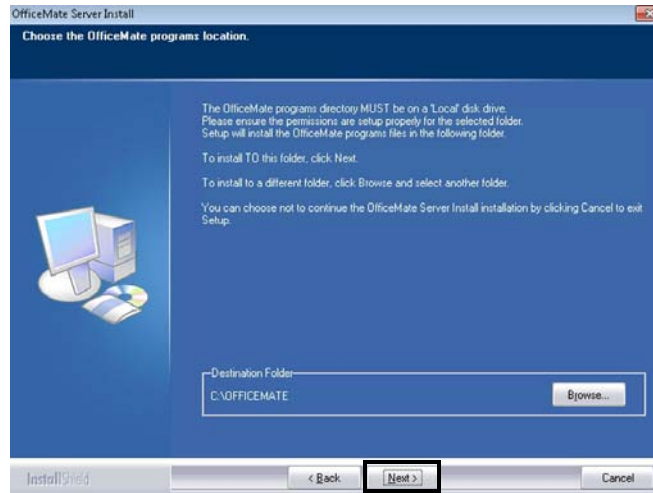 OfficeMate Server Install
Choose the OfficeMate programs location.
The OfficeMate programs directory MUST be on a 'Local' disk drive.
Please ensure the permissions are setup properly for the selected folder.
Setup will install the OfficeMate programs files in the following folder.
To install TO this folder, click Next.
To install to a different folder, click Browse and select another folder.
You can choose not to continue the OfficeMate Server Install installation by clicking Cancel to exit
Setup.
Destination Folder
C:\OFFICEMATE
Browse...
InstallShield
< Back
Next >
Cancel